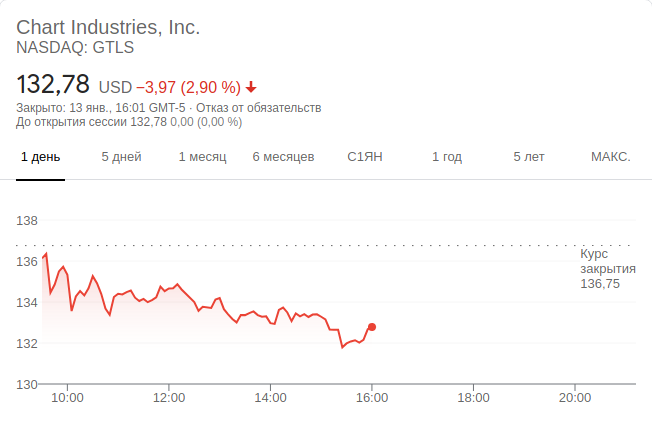 Chart Industries, Inc.
NASDAQ: GTLS
132,78 USD −3,97 (2,90 %)
Закрыто: 13 янв., 16:01 GMT-5 · Отказ от обязательств
До открытия сессии 132,78 0,00 (0,00 %)
1 день 5 дней 1 месяц 6 месяцев С1ЯН 1 год 5 лет МАКС.
138
136
134
132
130
Курс
закрытия
136,75
10:00 12:00 14:00 16:00 18:00 20:00